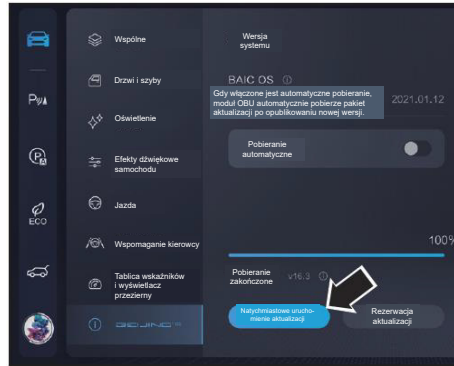 Wspólne
Drzwi i szyby
Oświetlenie
Efekty dźwiękowe
samochodu
Jazda
Wspomaganie kierowcy
Tablica wskaźników
i wyświetlacz
przezierny
ECO
Wersja
systemu
BAIC OS
Gdy włączone jest automatyczne pobieranie,
moduł OBU automatycznie pobierze pakiet
aktualizacji po opublikowaniu nowej wersji.
2021.01.12
Pobieranie
automatyczne
100%
Pobieranie
zakończone
v16.3
Natychmiastowe urucho-
mienie aktualizacji
Rezerwacja
aktualizacji